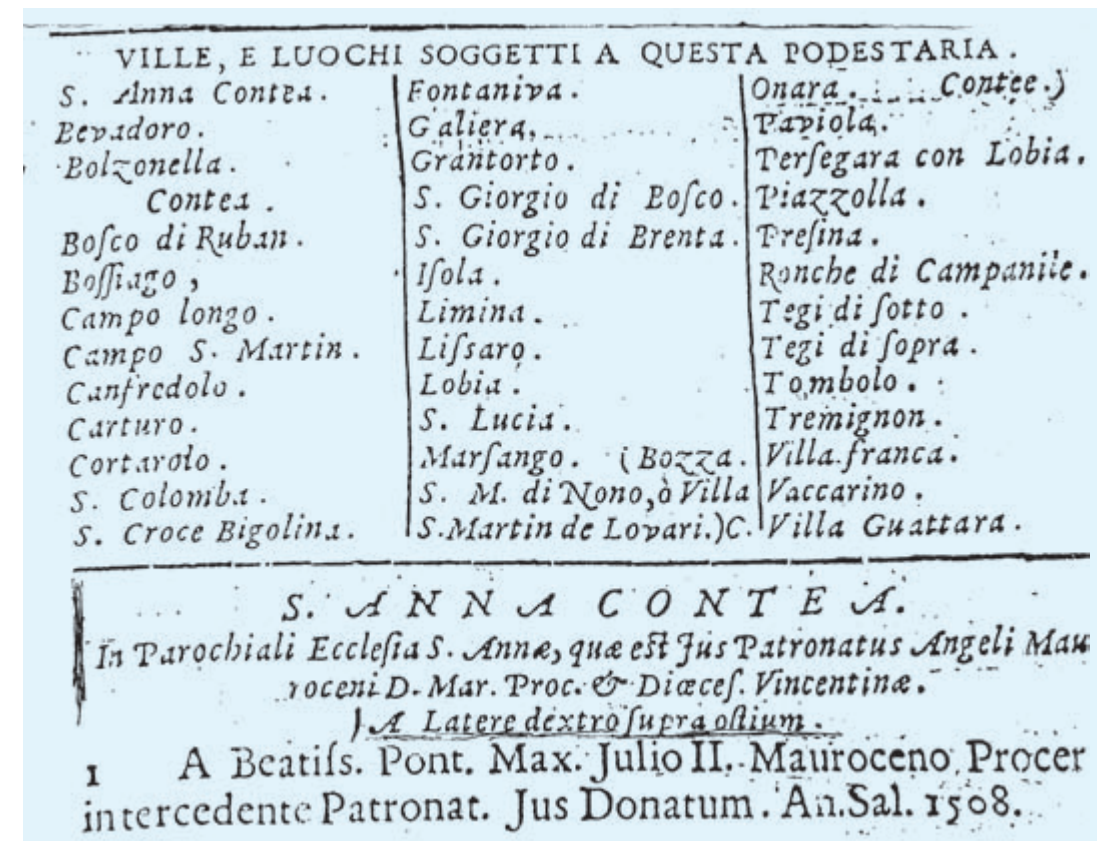 VILLE, E LUOCHI SOGGETTI A QUESTA PODESTARIA.
S. Anna Contea.
Bevadoro.
Bolzonella.
Contea.
Boſco di Ruban.
Boſſiago,
Campo longo.
Campo S. Martin.
Canfredolo.
Carturo.
Cortarolo.
S. Colomba.
S. Croce Bigolina.
Fontaniva.
Galiera,
Grantorto.
S. Giorgio di Boſco.
S. Giorgio di Brenta.
Iſola.
Limina.
Liſſaro.
Lobia.
S. Lucia.
Marſango. (Bozza.
S. M. di Nono, ò Villa
S. Martin de Lovari.) C.
Onara. Contee.)
Paviola.
Perſegara con Lobia.
Piazzolla.
Preſina.
Ronche di Campanile.
Tegi di ſotto.
Tegi di ſopra.
Tombolo.
Tremignon.
Villa franca.
Vaccarino.
Villa Guattara.
S. ANNA CONTEA.
In Parochiali Eccleſia S. Annæ, quæ eſt Jus Patronatus Angeli Mau
roceni D. Mar. Proc. & Diœceſ. Vincentinæ.
) A Latere dextro ſupra oſtium.
1 A Beatiſs. Pont. Max. Julio II. Mauroceno Procer
intercedente Patronat. Jus Donatum. An. Sal. 1508.